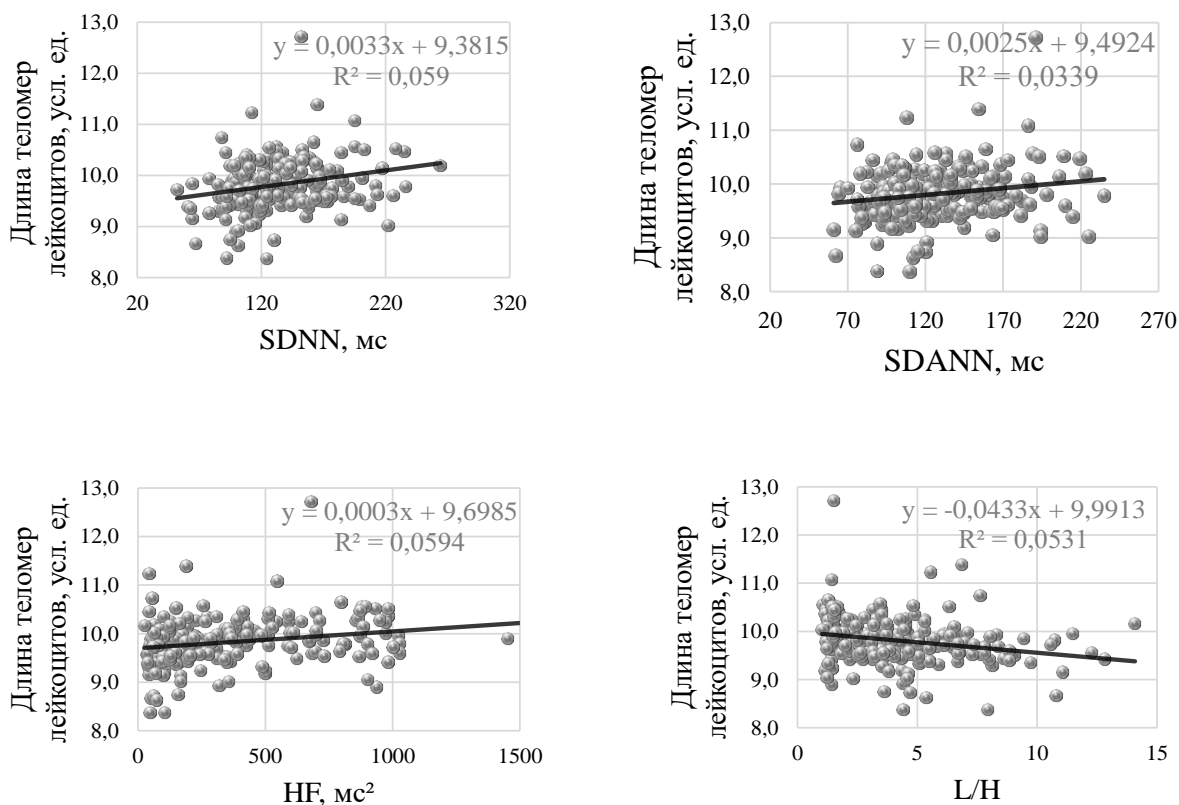 13,0
12,0
11,0
10,0
9,0
8,0
Длина теломер
лейкоцитов, усл. ед.
y = 0,0033x + 9,3815
R² = 0,059
20 120 220 320
SDNN, мс
13,0
12,0
11,0
10,0
9,0
8,0
Длина теломер
лейкоцитов, усл. ед.
y = 0,0025x + 9,4924
R² = 0,0339
20 70 120 170 220 270
SDANN, мс
13,0
12,0
11,0
10,0
9,0
8,0
Длина теломер
лейкоцитов, усл. ед.
y = 0,0003x + 9,6985
R² = 0,0594
0 500 1000 1500
HF, мс²
13,0
12,0
11,0
10,0
9,0
8,0
Длина теломер
лейкоцитов, усл. ед.
y = -0,0433x + 9,9913
R² = 0,0531
0 5 10 15
L/H